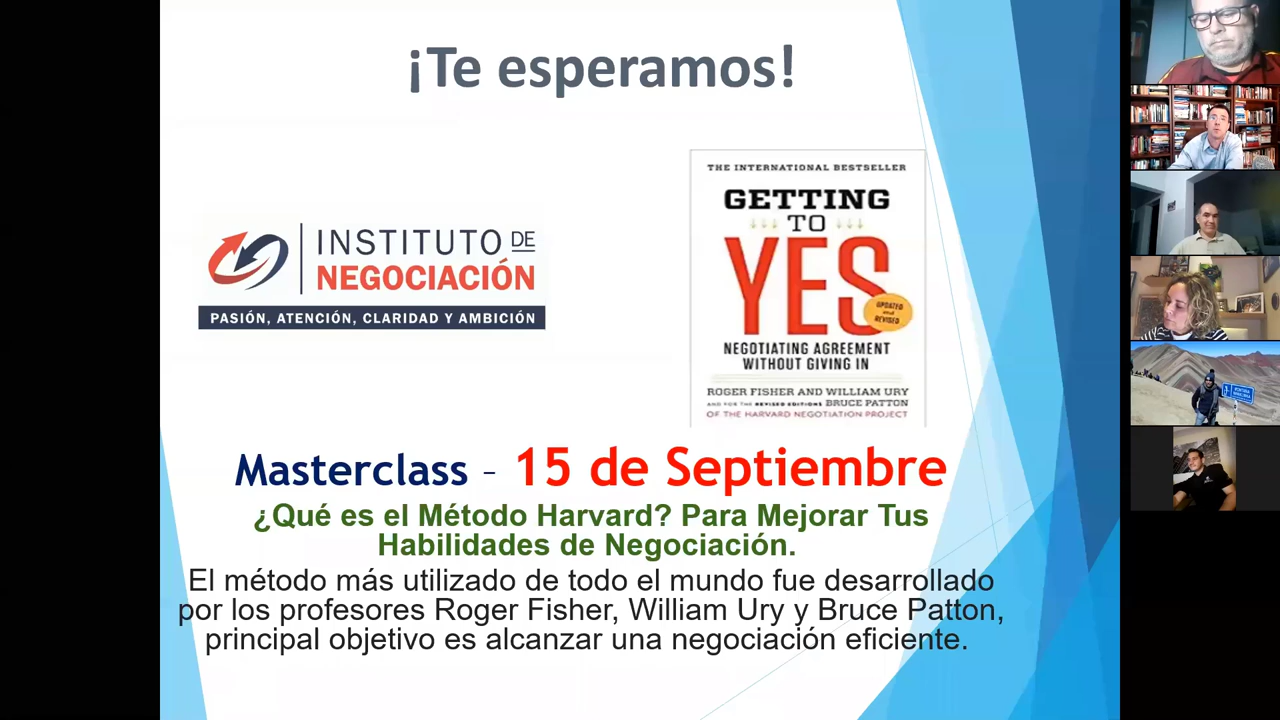 ¡Te esperamos!
INSTITUTO DE
NEGOCIACIÓN
PASIÓN, ATENCIÓN, CLARIDAD Y AMBICIÓN
THE INTERNATIONAL BESTSELLER
GETTING
TO
YES
UPDATED
and
REVISED
NEGOTIATING AGREEMENT
WITHOUT GIVING IN
ROGER FISHER AND WILLIAM URY
AND FOR THE REVISED EDITIONS BRUCE PATTON
OF THE HARVARD NEGOTIATION PROJECT
Masterclass – 15 de Septiembre
¿Qué es el Método Harvard? Para Mejorar Tus
Habilidades de Negociación.
El método más utilizado de todo el mundo fue desarrollado
por los profesores Roger Fisher, William Ury y Bruce Patton,
principal objetivo es alcanzar una negociación eficiente.